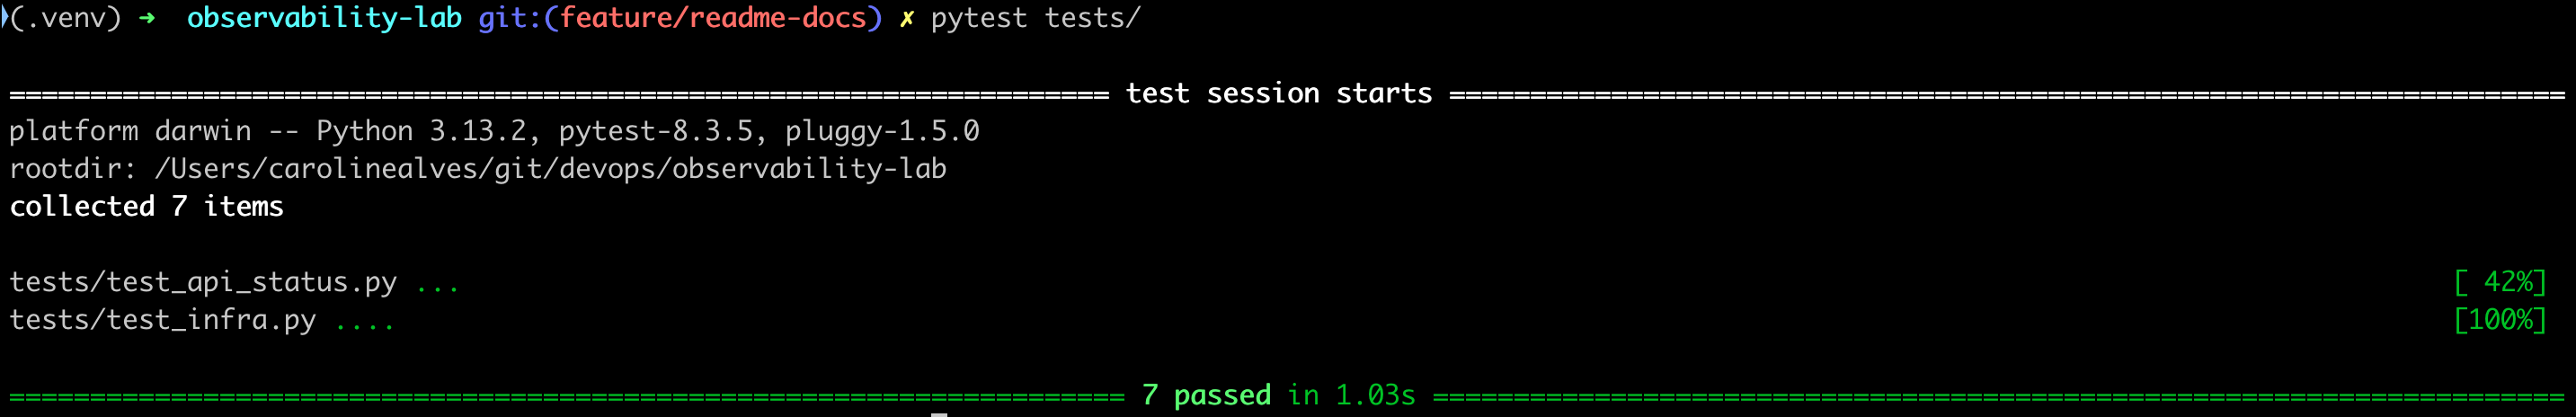 (.venv) ➜  observability-lab git:(feature/readme-docs) ✗ pytest tests/
==================================================================== test session starts =====================================================================
platform darwin -- Python 3.13.2, pytest-8.3.5, pluggy-1.5.0
rootdir: /Users/carolinealves/git/devops/observability-lab
collected 7 items
tests/test_api_status.py ... [ 42%]
tests/test_infra.py .... [100%]
===================================================================== 7 passed in 1.03s ======================================================================